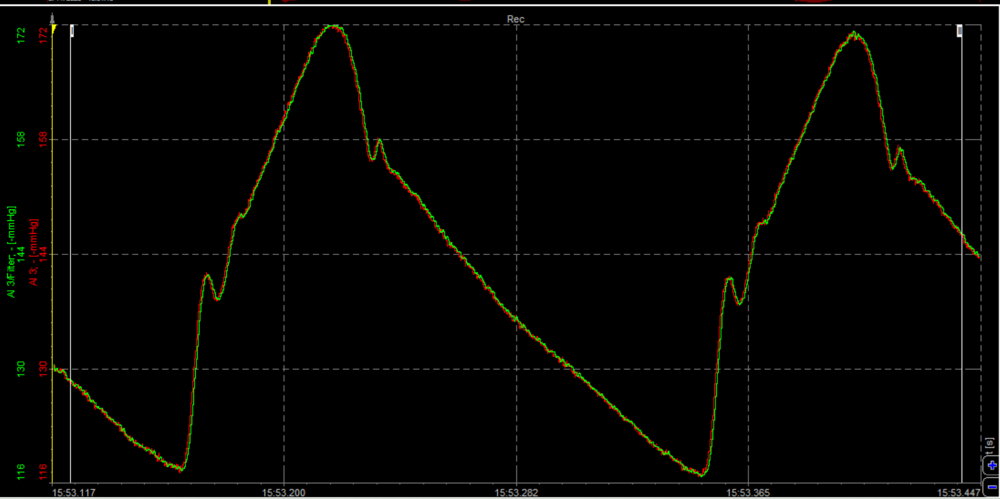 Rec
172 172
158 158
144 144
130 130
116 116
AI 3/Filter; - [-mmHg]
AI 3; - [-mmHg]
t [s]
15:53.117 15:53.200 15:53.282 15:53.365 15:53.447